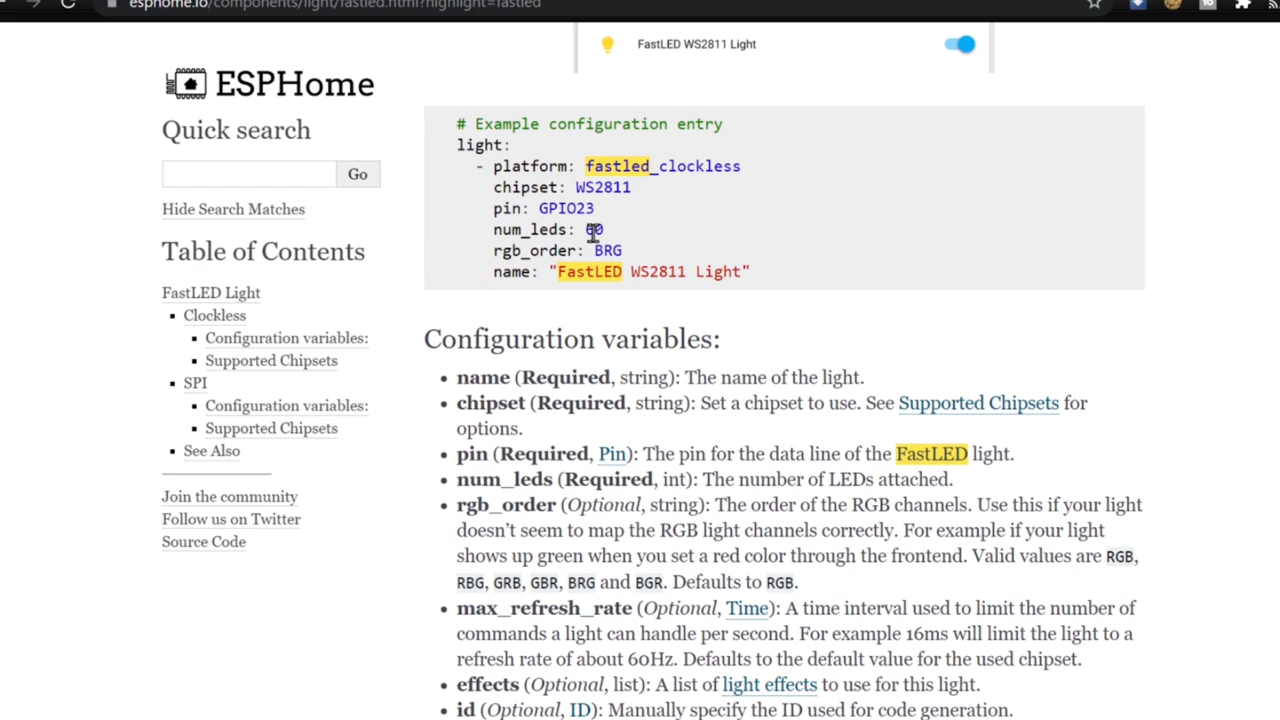 esphome.io/components/light/fastled.html?highlight=fastled
FastLED WS2811 Light
ESPHome
Quick search
Go
Hide Search Matches
Table of Contents
FastLED Light
Clockless
Configuration variables:
Supported Chipsets
SPI
Configuration variables:
Supported Chipsets
See Also
Join the community
Follow us on Twitter
Source Code
# Example configuration entry
light:
- platform: fastled_clockless
chipset: WS2811
pin: GPIO23
num_leds: 60
rgb_order: BRG
name: "FastLED WS2811 Light"
Configuration variables:
name (Required, string): The name of the light.
chipset (Required, string): Set a chipset to use. See Supported Chipsets for
options.
pin (Required, Pin): The pin for the data line of the FastLED light.
num_leds (Required, int): The number of LEDs attached.
rgb_order (Optional, string): The order of the RGB channels. Use this if your light
doesn’t seem to map the RGB light channels correctly. For example if your light
shows up green when you set a red color through the frontend. Valid values are RGB,
RBG, GRB, GBR, BRG and BGR. Defaults to RGB.
max_refresh_rate (Optional, Time): A time interval used to limit the number of
commands a light can handle per second. For example 16ms will limit the light to a
refresh rate of about 60Hz. Defaults to the default value for the used chipset.
effects (Optional, list): A list of light effects to use for this light.
id (Optional, ID): Manually specify the ID used for code generation.